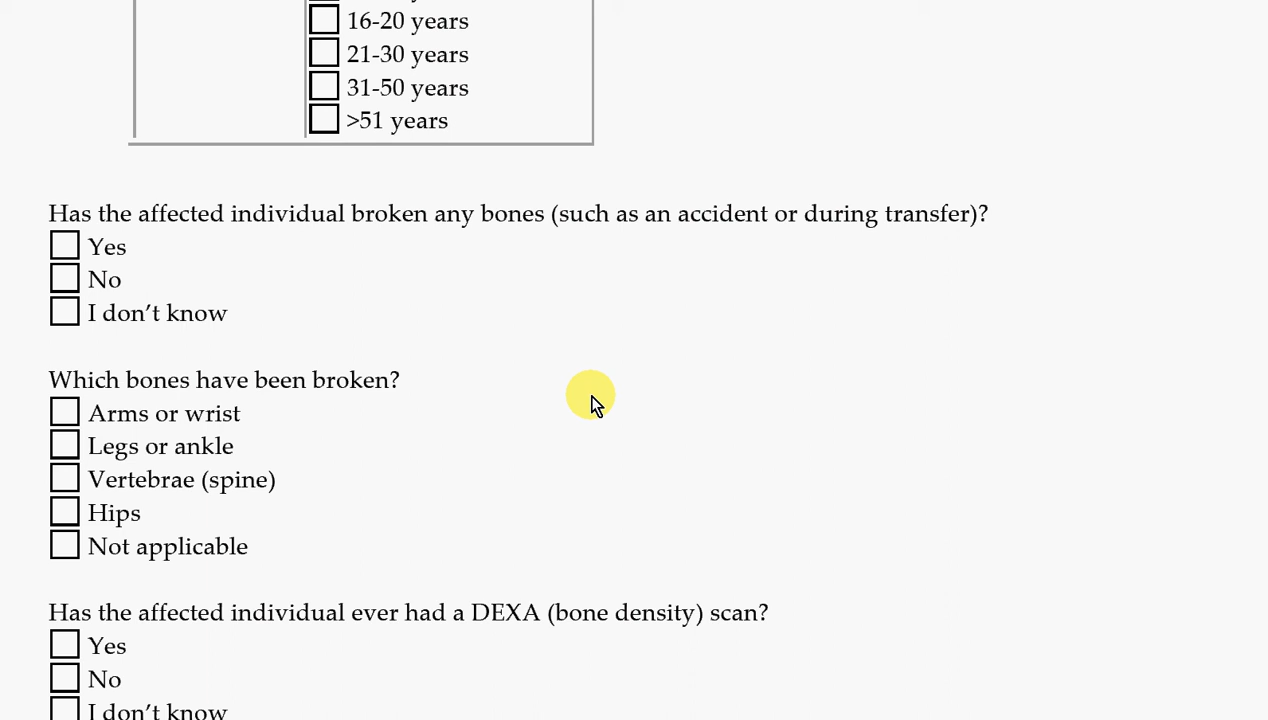 16-20 years
21-30 years
31-50 years
>51 years
Has the affected individual broken any bones (such as an accident or during transfer)?
Yes
No
I don’t know
Which bones have been broken?
Arms or wrist
Legs or ankle
Vertebrae (spine)
Hips
Not applicable
Has the affected individual ever had a DEXA (bone density) scan?
Yes
No
I don’t know